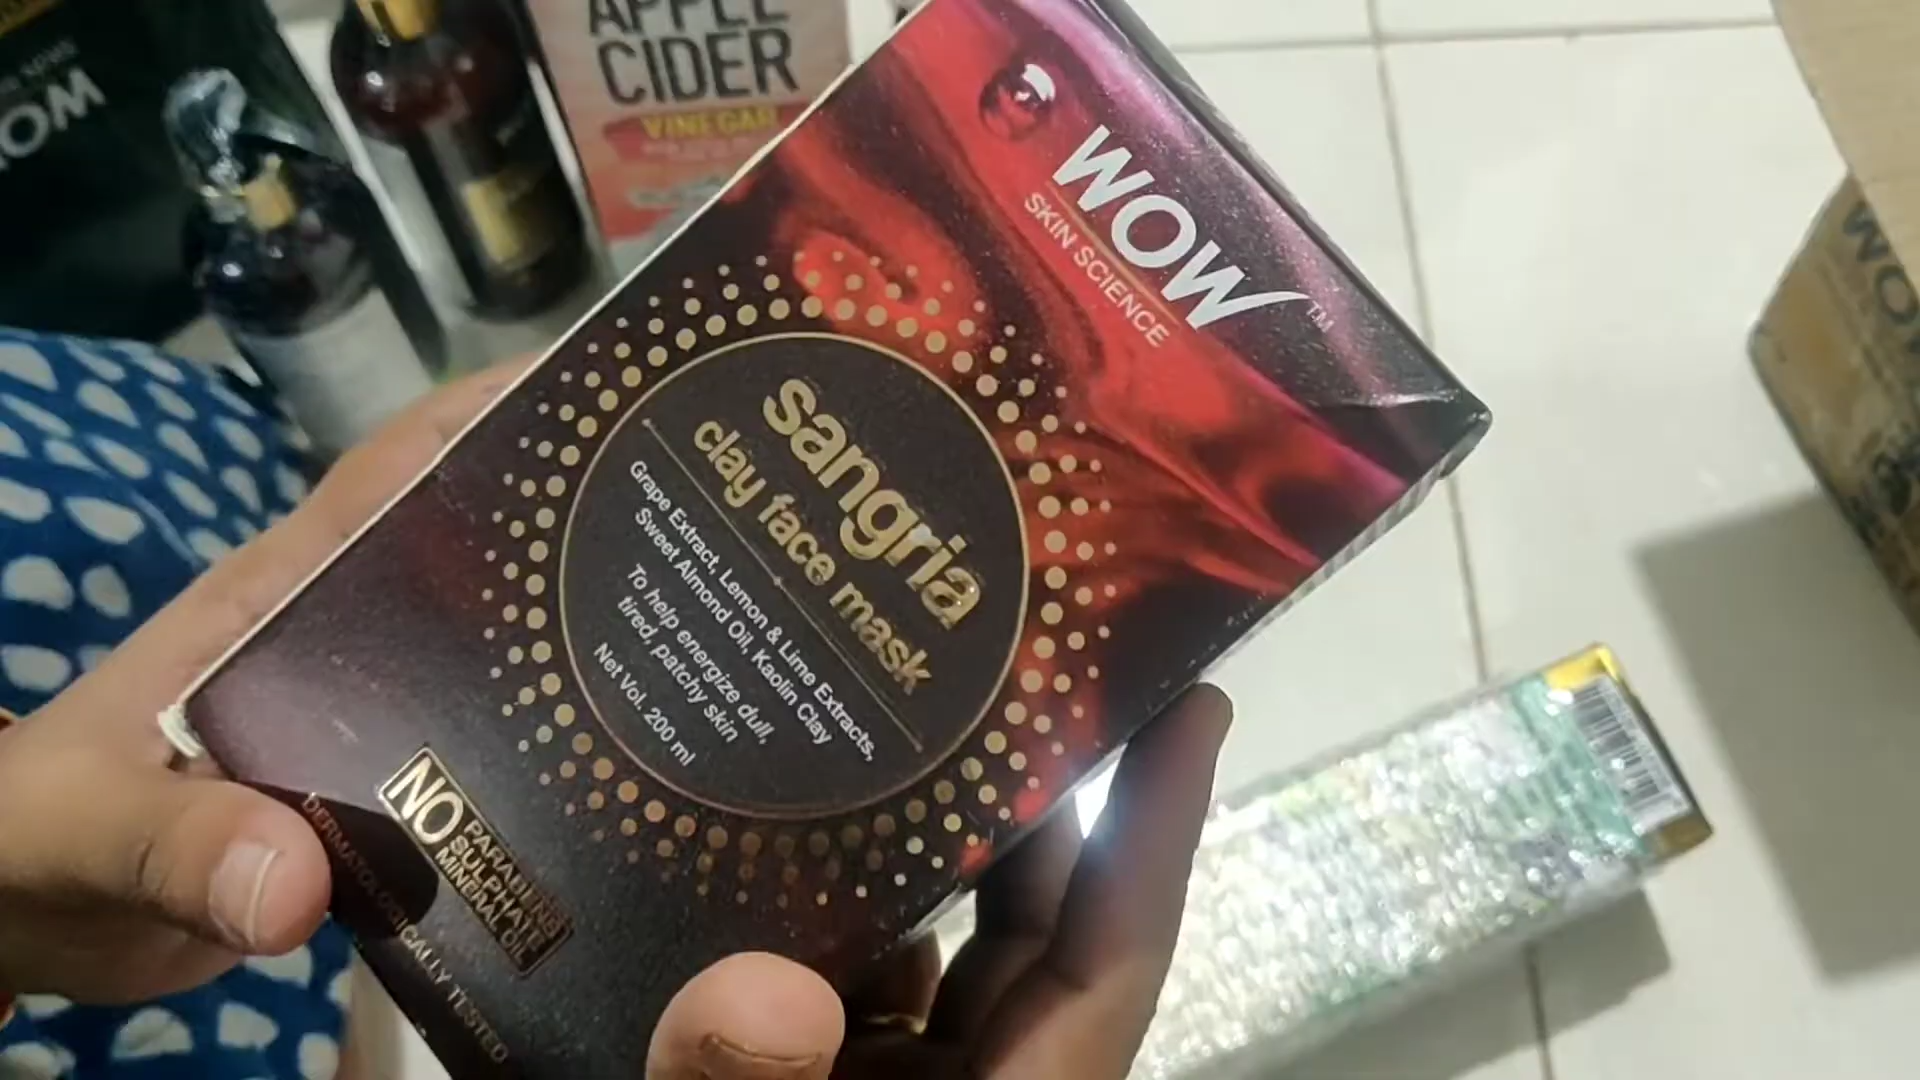 WOW
APPLE
CIDER
VINEGAR
WOW™
SKIN SCIENCE
sangria
clay face mask
Grape Extract, Lemon & Lime Extracts,
Sweet Almond Oil, Kaolin Clay
To help energize dull,
tired, patchy skin
Net Vol. 200 ml
NO
PARABENS
SULPHATE
MINERAL OIL
DERMATOLOGICALLY TESTED
WOW